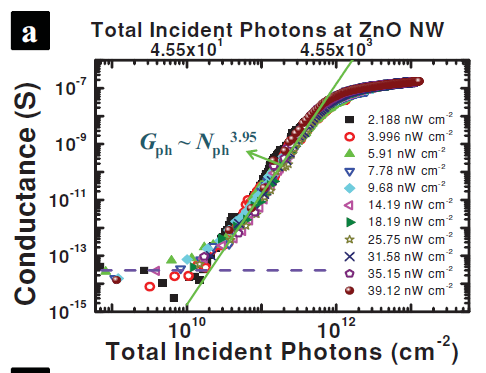 a
Total Incident Photons at ZnO NW
4.55x10¹ 4.55x10³
Conductance (S)
10⁻⁷
10⁻⁹
10⁻¹¹
10⁻¹³
10⁻¹⁵
G_ph ~ N_ph^3.95
2.188 nW cm⁻²
3.996 nW cm⁻²
5.91 nW cm⁻²
7.78 nW cm⁻²
9.68 nW cm⁻²
14.19 nW cm⁻²
18.19 nW cm⁻²
25.75 nW cm⁻²
31.58 nW cm⁻²
35.15 nW cm⁻²
39.12 nW cm⁻²
10¹⁰ 10¹²
Total Incident Photons (cm⁻²)